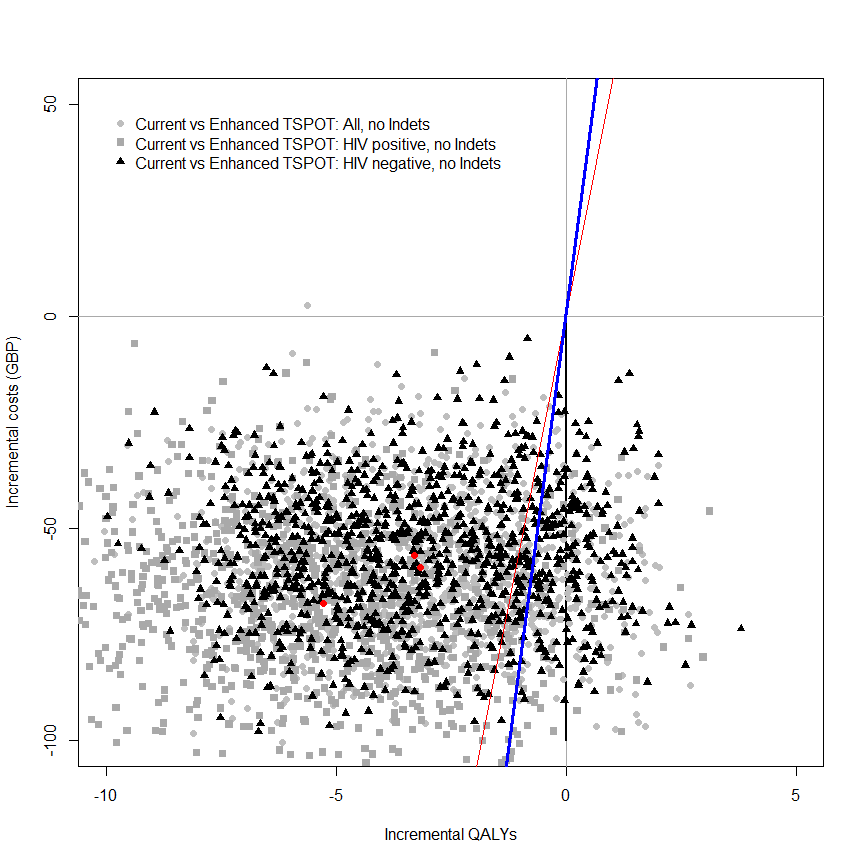 Current vs Enhanced TSPOT: All, no Indets
Current vs Enhanced TSPOT: HIV positive, no Indets
Current vs Enhanced TSPOT: HIV negative, no Indets
Incremental costs (GBP)
50
0
-50
-100
-10
-5
0
5
Incremental QALYs